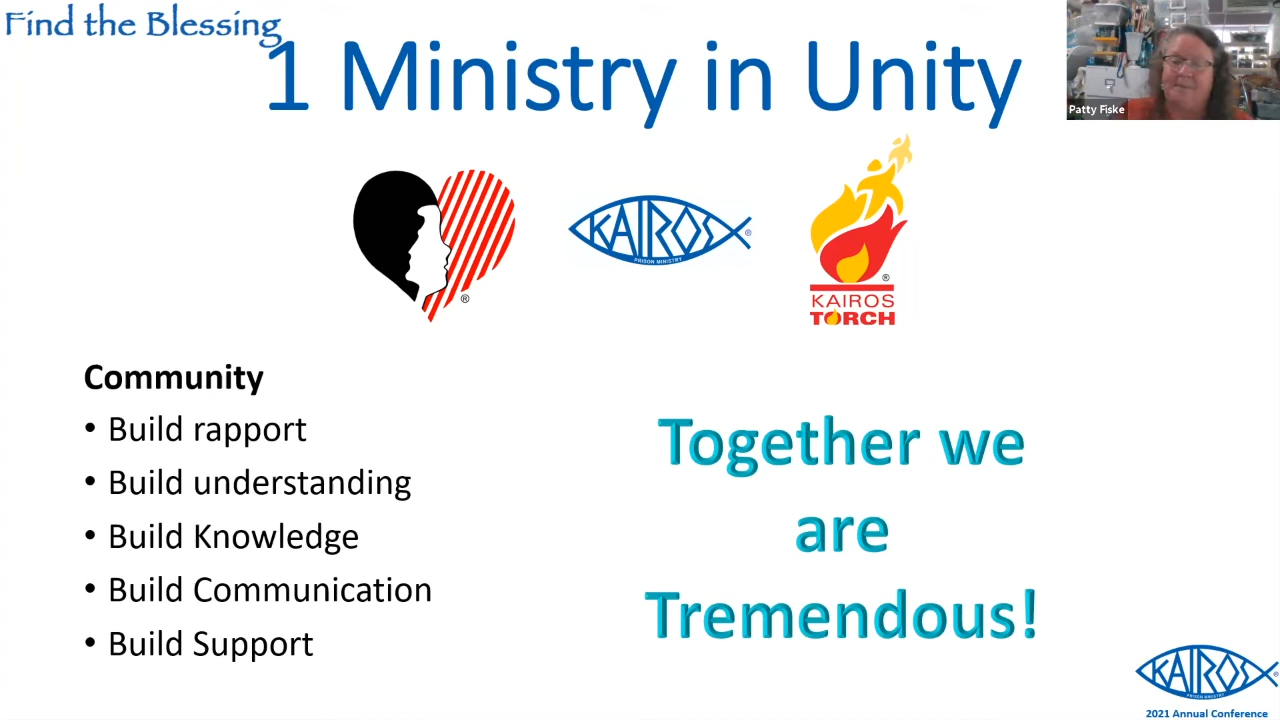 Find the Blessing
1 Ministry in Unity
Patty Fiske
®
KAIROS
®
PRISON MINISTRY
®
KAIROS
TORCH
Community
• Build rapport
• Build understanding
• Build Knowledge
• Build Communication
• Build Support
Together we
are
Tremendous!
KAIROS
®
PRISON MINISTRY
2021 Annual Conference